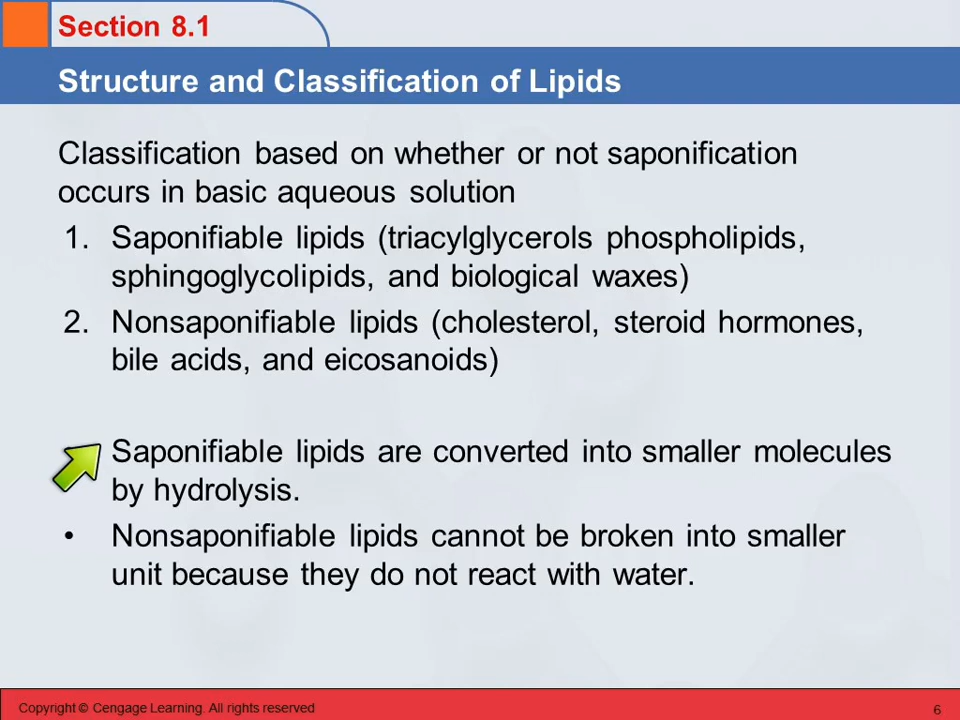 Section 8.1
Structure and Classification of Lipids
Classification based on whether or not saponification
occurs in basic aqueous solution
1. Saponifiable lipids (triacylglycerols phospholipids,
sphingoglycolipids, and biological waxes)
2. Nonsaponifiable lipids (cholesterol, steroid hormones,
bile acids, and eicosanoids)
Saponifiable lipids are converted into smaller molecules
by hydrolysis.
• Nonsaponifiable lipids cannot be broken into smaller
unit because they do not react with water.
Copyright © Cengage Learning. All rights reserved
6